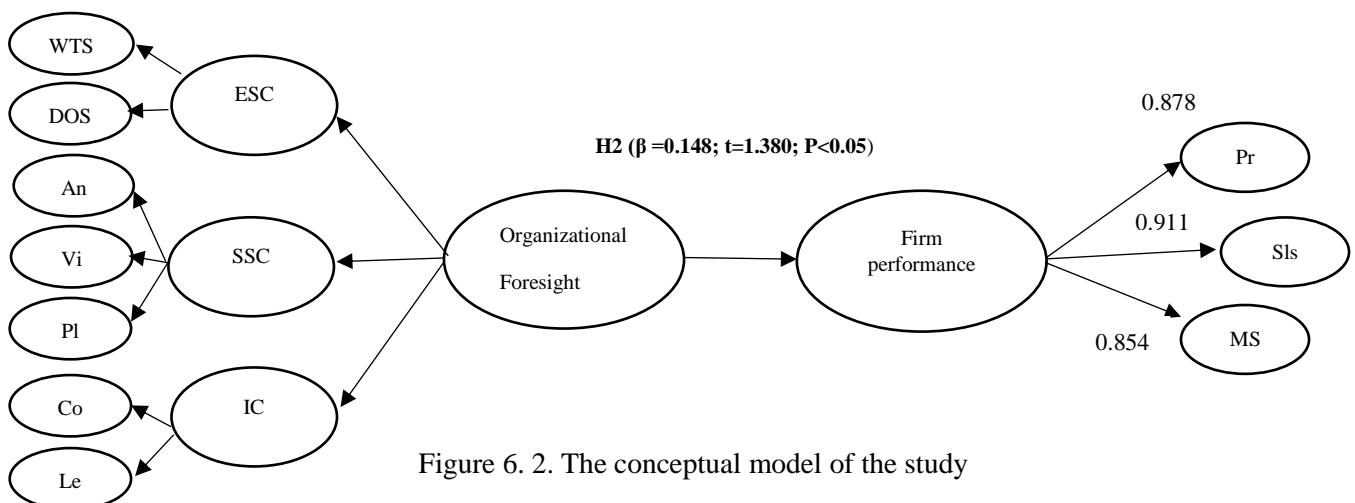 WTS
DOS
ESC
An
Vi
Pl
SSC
Co
Le
IC
H2 (β =0.148; t=1.380; P<0.05)
Organizational
Foresight
Firm
performance
0.878
Pr
0.911
Sls
0.854
MS
Figure 6. 2. The conceptual model of the study